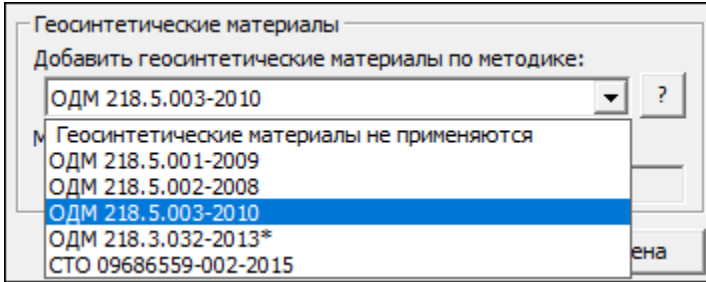 Геосинтетические материалы
Добавить геосинтетические материалы по методике:
ОДМ 218.5.003-2010
?
Геосинтетические материалы не применяются
ОДМ 218.5.001-2009
ОДМ 218.5.002-2008
ОДМ 218.5.003-2010
ОДМ 218.3.032-2013*
СТО 09686559-002-2015